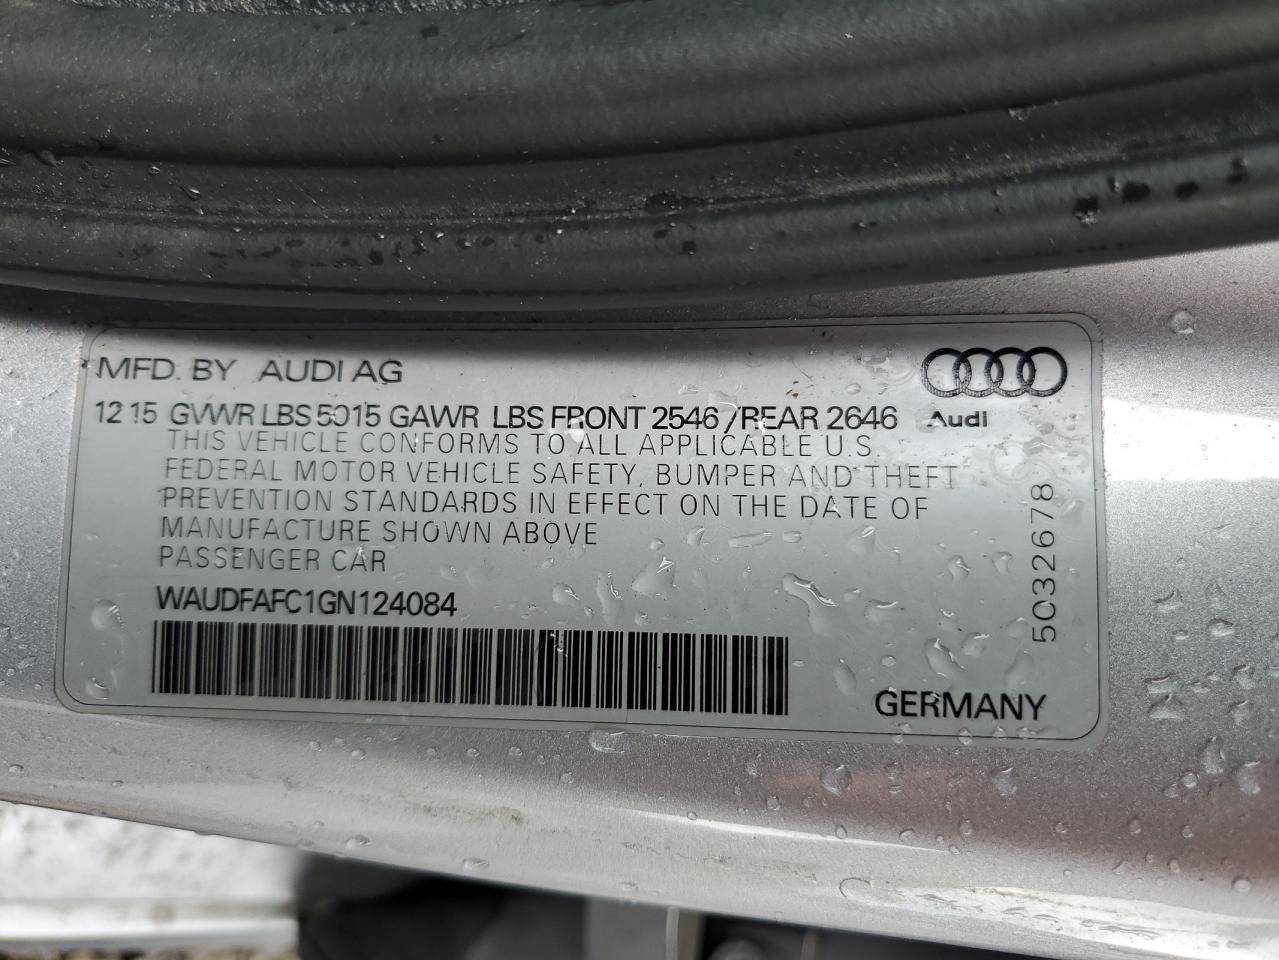 MFD. BY AUDI AG
12 15 GVWR LBS 5015 GAWR LBS FRONT 2546 /REAR 2646
Audi
THIS VEHICLE CONFORMS TO ALL APPLICABLE U.S.
FEDERAL MOTOR VEHICLE SAFETY, BUMPER AND THEFT
PREVENTION STANDARDS IN EFFECT ON THE DATE OF
MANUFACTURE SHOWN ABOVE
PASSENGER CAR
WAUDFAFC1GN124084
GERMANY
5032678